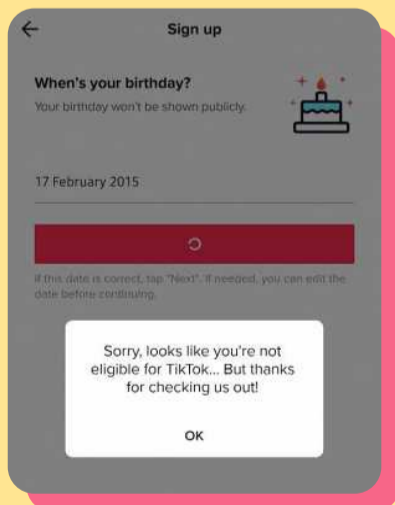 Sign up
When's your birthday?
Your birthday won't be shown publicly.
17 February 2015
If this date is correct, tap "Next". If needed, you can edit the
date before continuing.
Sorry, looks like you're not
eligible for TikTok... But thanks
for checking us out!
OK